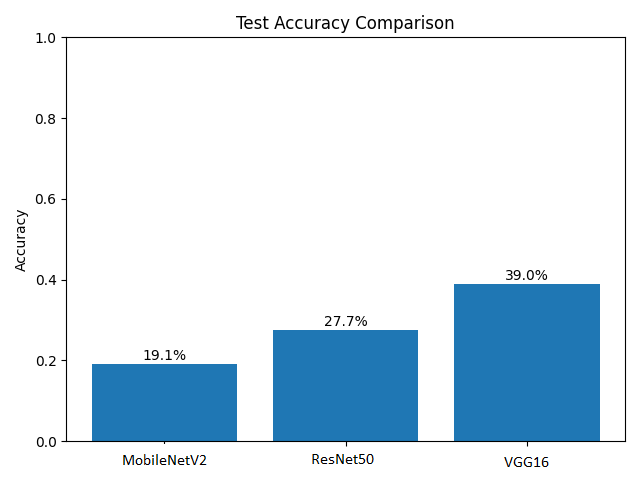 Test Accuracy Comparison
1.0
0.8
0.6
0.4
0.2
0.0
Accuracy
19.1%
27.7%
39.0%
MobileNetV2
ResNet50
VGG16